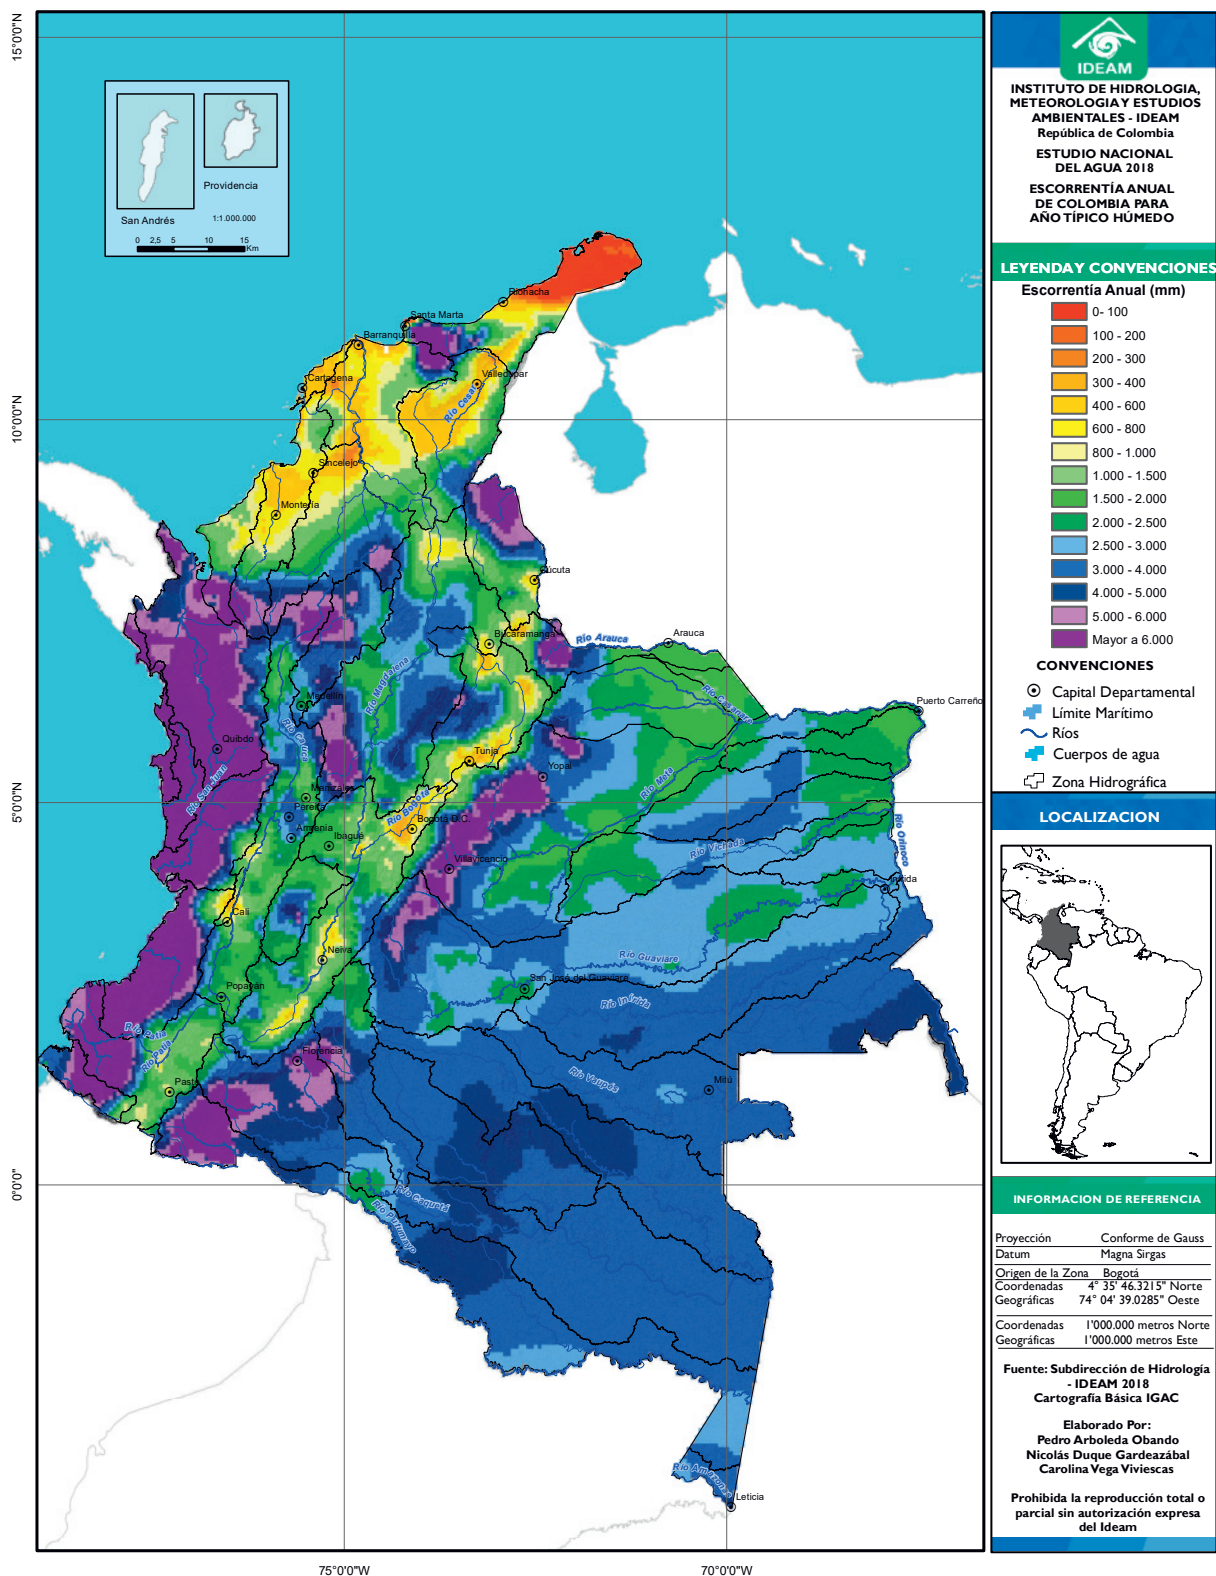 15°0'0"N
10°0'0"N
5°0'0"N
0°0'0"
75°0'0"W
70°0'0"W
San Andrés
Providencia
1:1.000.000
0 2,5 5 10 15
Km
Riohacha
Santa Marta
Barranquilla
Cartagena
Valledupar
Río Cesar
Sincelejo
Montería
Cúcuta
Bucaramanga
Río Arauca
Arauca
Río Magdalena
Río Casanare
Puerto Carreño
Medellín
Río Cauca
Quibdo
Río San Juan
Tunja
Yopal
Río Meta
Manizales
Pereira
Armenia
Ibagué
Río Bogotá
Bogotá D.C.
Villavicencio
Río Vichada
Río Orinoco
Inírida
Cali
Neiva
Río Guaviare
San José del Guaviare
Río Inírida
Popayán
Río Patía
Río Patía
Florencia
Pasto
Río Vaupés
Mitú
Río Caquetá
Río Putumayo
Río Amazonas
Leticia
IDEAM
INSTITUTO DE HIDROLOGIA,
METEOROLOGIA Y ESTUDIOS
AMBIENTALES - IDEAM
República de Colombia
ESTUDIO NACIONAL
DEL AGUA 2018
ESCORRENTÍA ANUAL
DE COLOMBIA PARA
AÑO TÍPICO HÚMEDO
LEYENDA Y CONVENCIONES
Escorrentía Anual (mm)
0- 100
100 - 200
200 - 300
300 - 400
400 - 600
600 - 800
800 - 1.000
1.000 - 1.500
1.500 - 2.000
2.000 - 2.500
2.500 - 3.000
3.000 - 4.000
4.000 - 5.000
5.000 - 6.000
Mayor a 6.000
CONVENCIONES
Capital Departamental
Límite Marítimo
Ríos
Cuerpos de agua
Zona Hidrográfica
LOCALIZACION
INFORMACION DE REFERENCIA
Proyección Conforme de Gauss
Datum Magna Sirgas
Origen de la Zona Bogotá
Coordenadas 4° 35' 46.3215" Norte
Geográficas 74° 04' 39.0285" Oeste
Coordenadas 1'000.000 metros Norte
Geográficas 1'000.000 metros Este
Fuente: Subdirección de Hidrología
- IDEAM 2018
Cartografía Básica IGAC
Elaborado Por:
Pedro Arboleda Obando
Nicolás Duque Gardeazábal
Carolina Vega Viviescas
Prohibida la reproducción total o
parcial sin autorización expresa
del Ideam